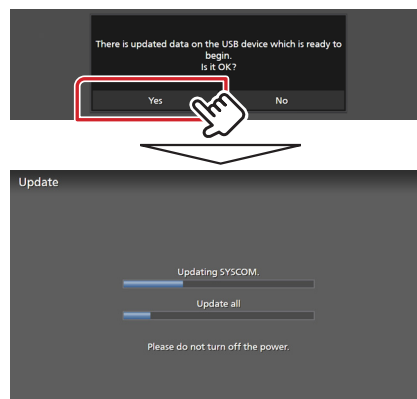 There is updated data on the USB device which is ready to
begin.
Is it OK?
Yes No
Update
Updating SYSCOM.
Update all
Please do not turn off the power.